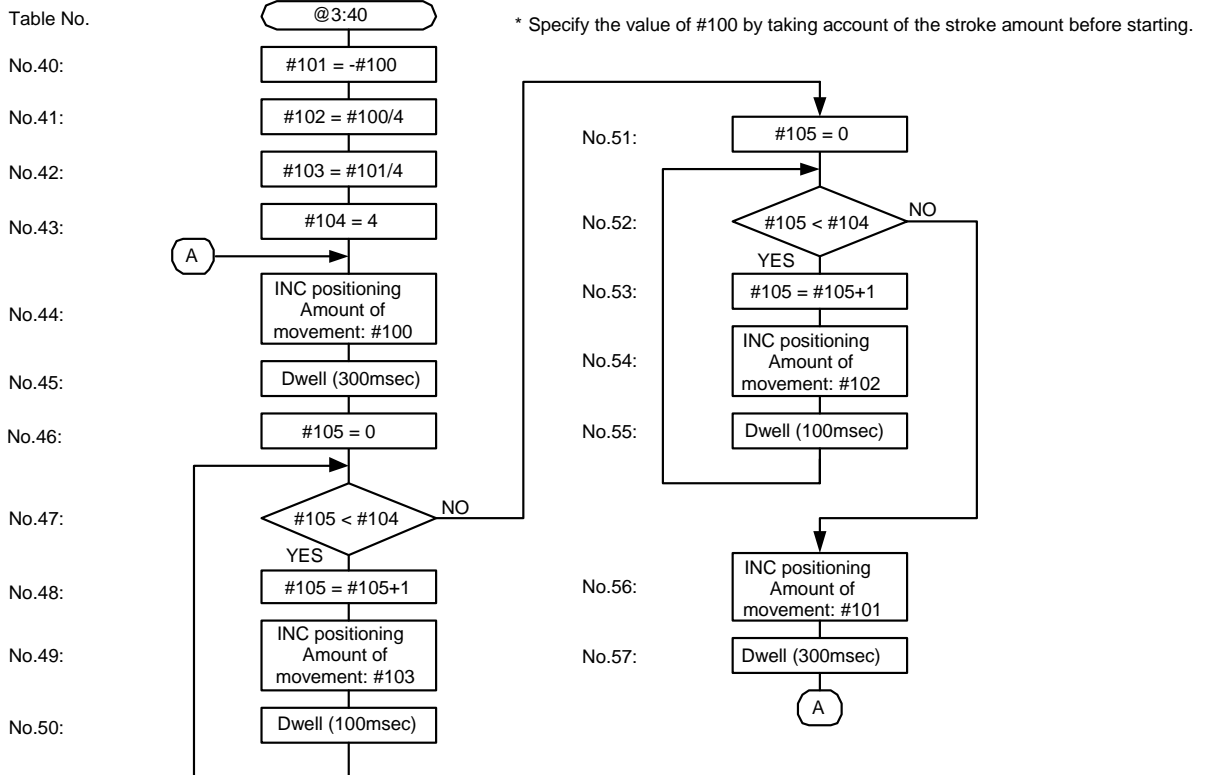 Table No.
@3:40
* Specify the value of #100 by taking account of the stroke amount before starting.
No.40:
#101 = -#100
No.41:
#102 = #100/4
No.42:
#103 = #101/4
No.43:
#104 = 4
A
No.44:
INC positioning
Amount of
movement: #100
No.45:
Dwell (300msec)
No.46:
#105 = 0
No.47:
#105 < #104
NO
YES
No.48:
#105 = #105+1
No.49:
INC positioning
Amount of
movement: #103
No.50:
Dwell (100msec)
No.51:
#105 = 0
No.52:
#105 < #104
NO
YES
No.53:
#105 = #105+1
No.54:
INC positioning
Amount of
movement: #102
No.55:
Dwell (100msec)
No.56:
INC positioning
Amount of
movement: #101
No.57:
Dwell (300msec)
A